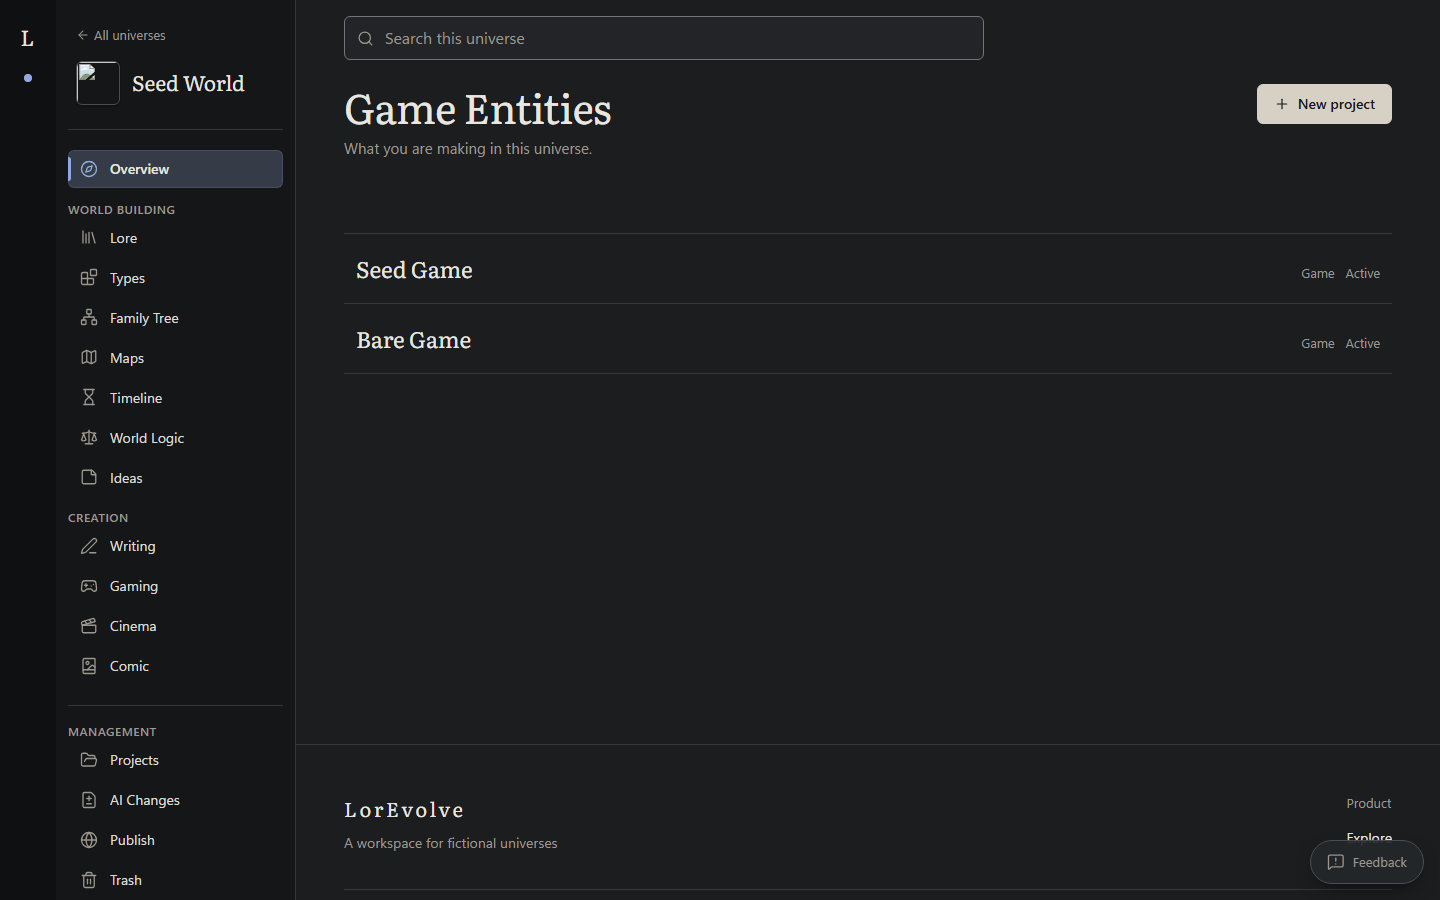 L
All universes
Seed World
Overview
WORLD BUILDING
Lore
Types
Family Tree
Maps
Timeline
World Logic
Ideas
CREATION
Writing
Gaming
Cinema
Comic
MANAGEMENT
Projects
AI Changes
Publish
Trash
Search this universe
Game Entities
New project
What you are making in this universe.
Seed Game
Game Active
Bare Game
Game Active
LorEvolve
A workspace for fictional universes
Product
Explore
Feedback